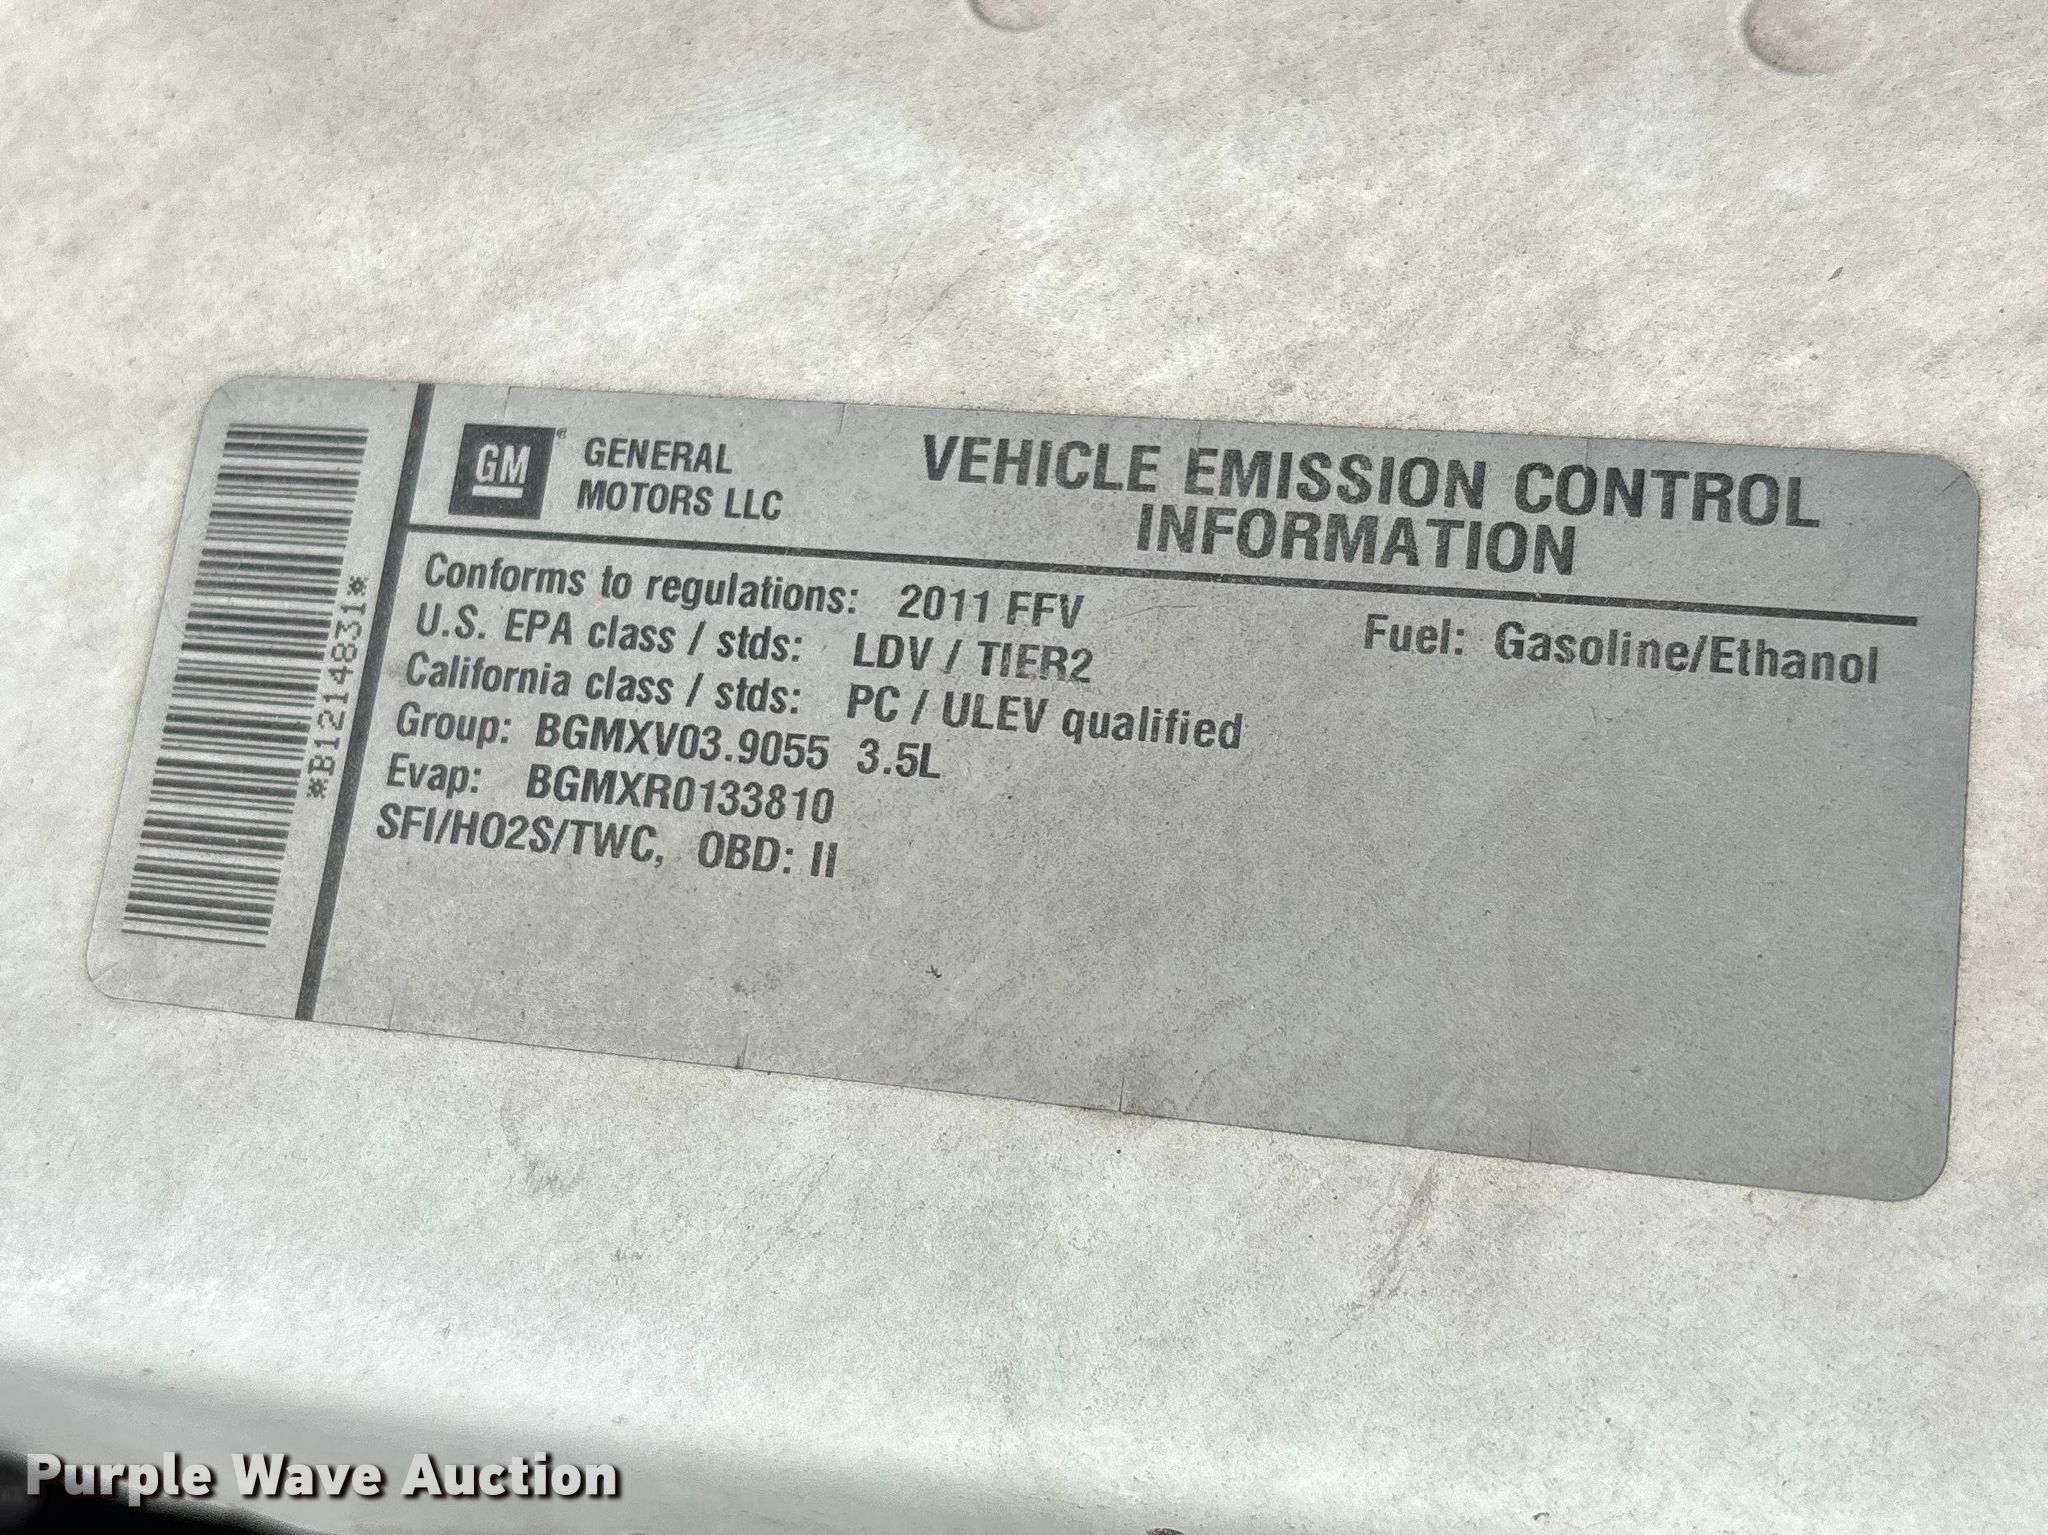 GM
GENERAL
MOTORS LLC
VEHICLE EMISSION CONTROL
INFORMATION
*B1214831*
Conforms to regulations: 2011 FFV
Fuel: Gasoline/Ethanol
U.S. EPA class / stds: LDV / TIER2
California class / stds: PC / ULEV qualified
Group: BGMXV03.9055 3.5L
Evap: BGMXR0133810
SFI/HO2S/TWC, OBD: II
Purple Wave Auction